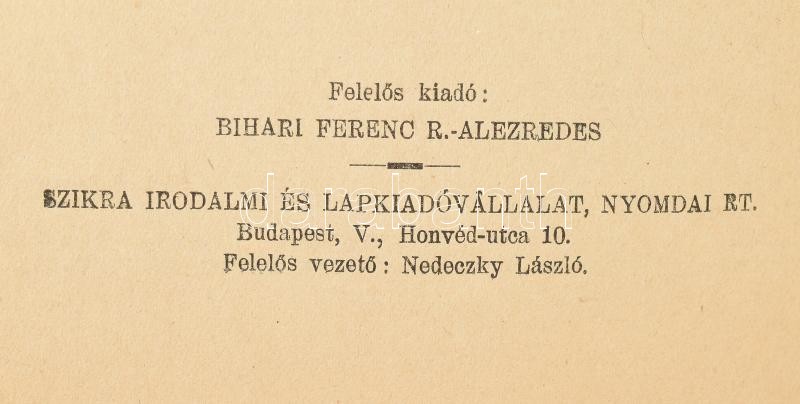 Felelős kiadó:
BIHARI FERENC R.-ALEZREDES
SZIKRA IRODALMI ÉS LAPKIADÓVÁLLALAT, NYOMDAI RT.
Budapest, V., Honvéd-utca 10.
Felelős vezető: Nedeczky László.
darabanth